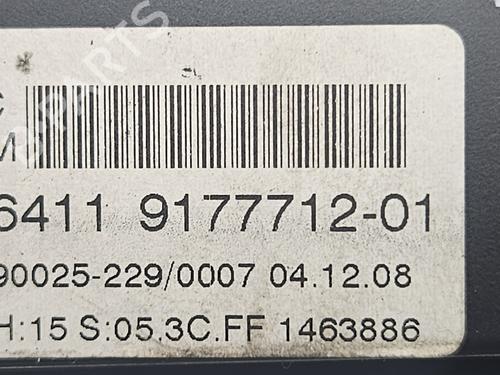 C
M
6411 9177712-01
90025-229/0007 04.12.08
H:15 S:05.3C.FF 1463886